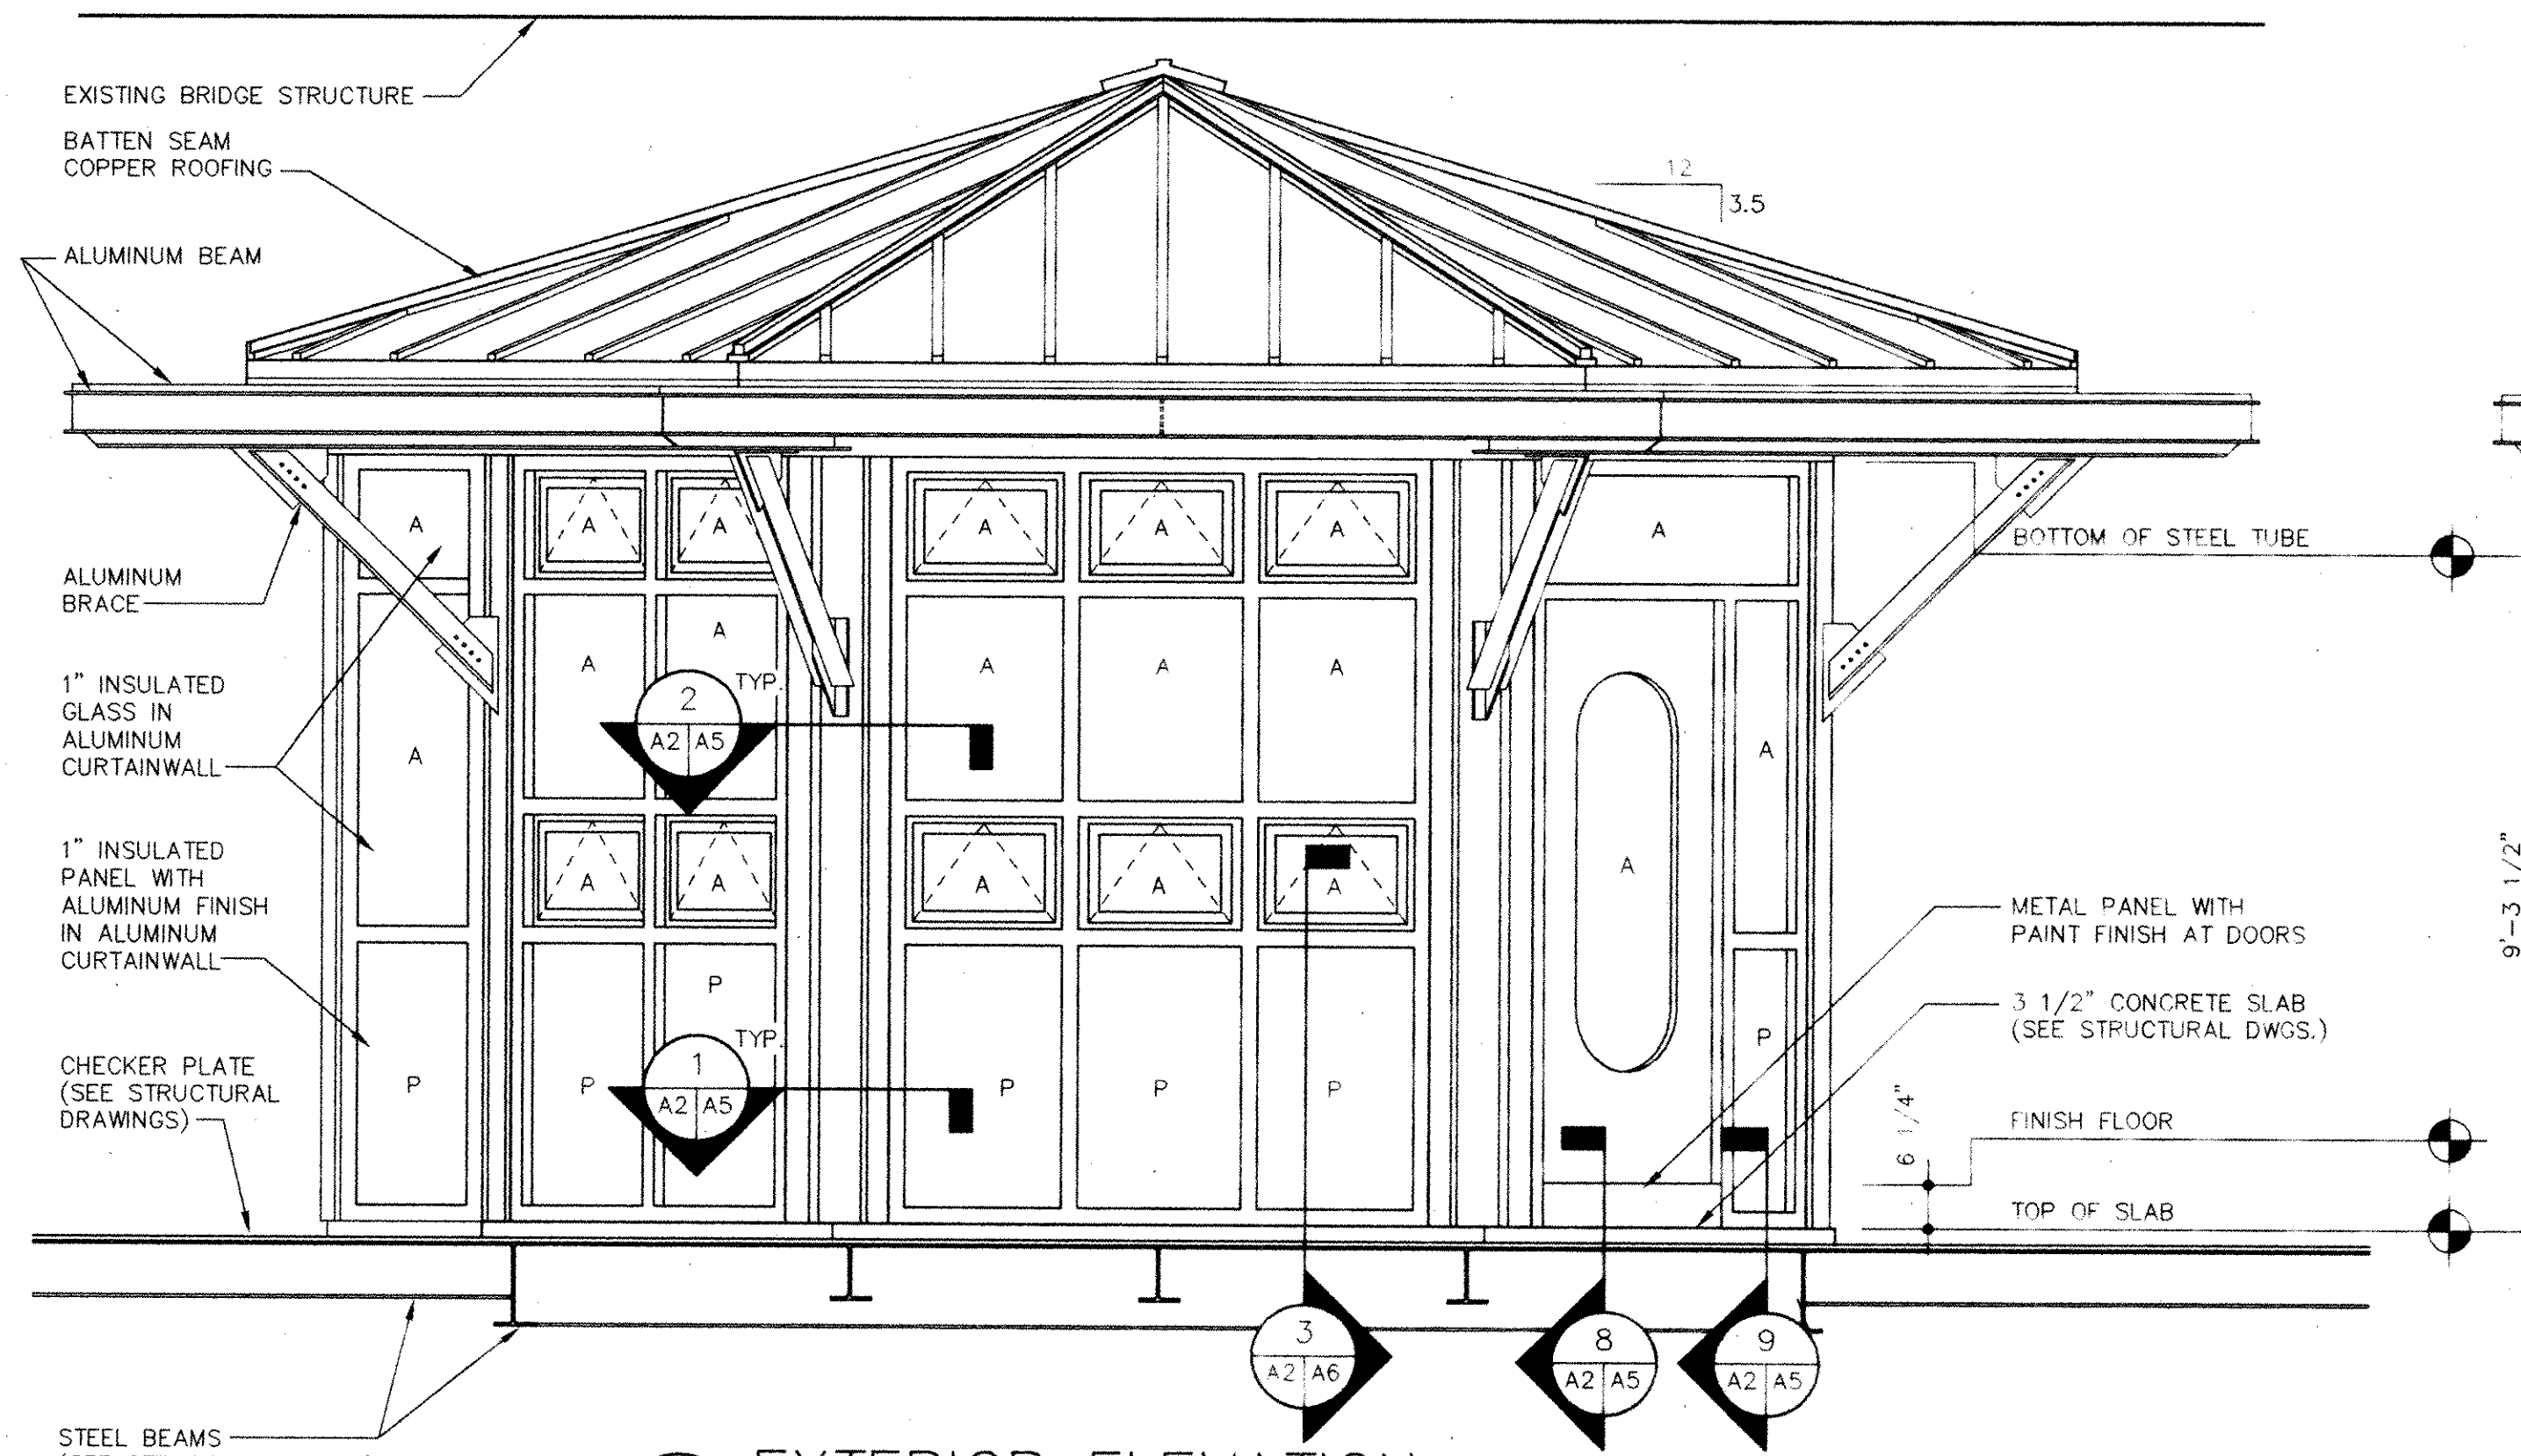 EXISTING BRIDGE STRUCTURE
BATTEN SEAM
COPPER ROOFING
12
3.5
ALUMINUM BEAM
A
A
A
A
A
A
A
BOTTOM OF STEEL TUBE
ALUMINUM
BRACE
A
A
A
A
A
1" INSULATED
GLASS IN
ALUMINUM
CURTAINWALL
2
TYP.
A2 A5
A
A
A
A
A
A
A
A
A
9'-3 1/2"
1" INSULATED
PANEL WITH
ALUMINUM FINISH
IN ALUMINUM
CURTAINWALL
METAL PANEL WITH
PAINT FINISH AT DOORS
3 1/2" CONCRETE SLAB
(SEE STRUCTURAL DWGS.)
P
P
TYP.
1
A2 A5
P
P
P
P
P
CHECKER PLATE
(SEE STRUCTURAL
DRAWINGS)
6 1/4"
FINISH FLOOR
TOP OF SLAB
3
A2 A6
8
A2 A5
9
A2 A5
STEEL BEAMS
EXTERIOR ELEVATION